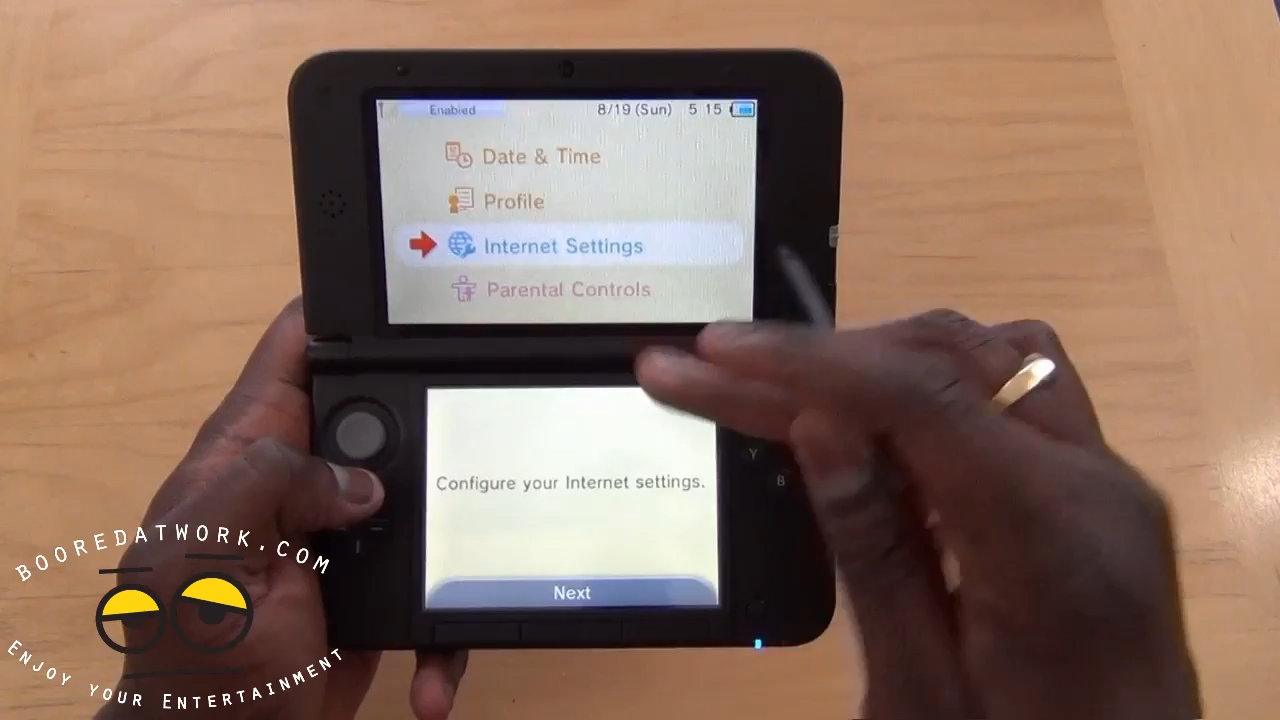 Enabled 8/19 (Sun) 5 15
Date & Time
Profile
Internet Settings
Parental Controls
Configure your Internet settings.
Next
Y
B
BOOREDATWORK.COM
ENJOY YOUR ENTERTAINMENT